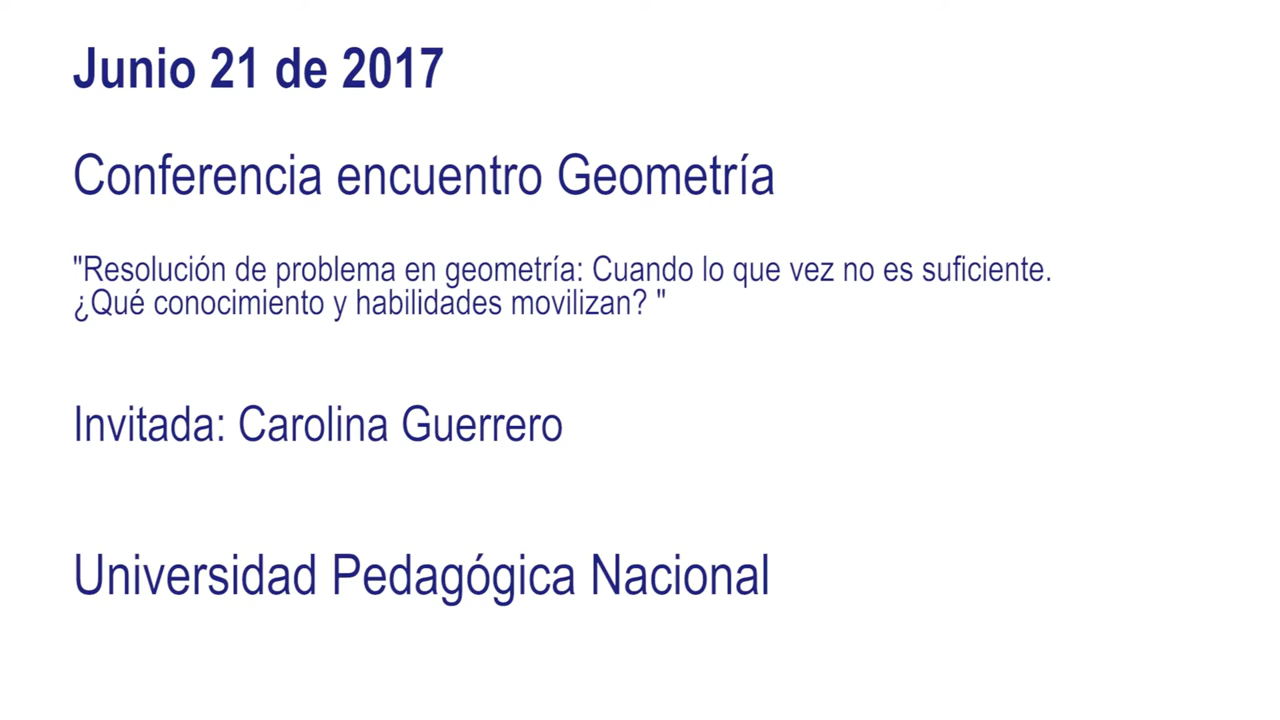 Junio 21 de 2017
Conferencia encuentro Geometría
"Resolución de problema en geometría: Cuando lo que vez no es suficiente.
¿Qué conocimiento y habilidades movilizan? "
Invitada: Carolina Guerrero
Universidad Pedagógica Nacional